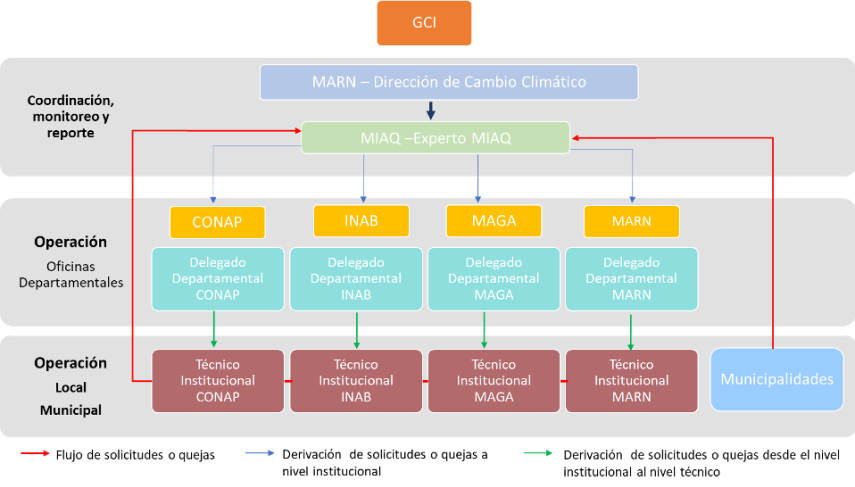 GCI
MARN – Dirección de Cambio Climático
Coordinación,
monitoreo y
reporte
MIAQ –Experto MIAQ
CONAP
INAB
MAGA
MARN
Operación
Oficinas
Departamentales
Delegado
Departamental
CONAP
Delegado
Departamental
INAB
Delegado
Departamental
MAGA
Delegado
Departamental
MARN
Operación
Local
Municipal
Técnico
Institucional
CONAP
Técnico
Institucional
INAB
Técnico
Institucional
MAGA
Técnico
Institucional
MARN
Municipalidades
Flujo de solicitudes o quejas
Derivación de solicitudes o quejas a
nivel institucional
Derivación de solicitudes o quejas desde el nivel
institucional al nivel técnico